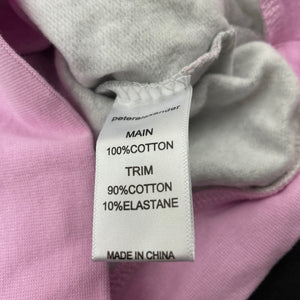 peteralexander
MAIN
100%COTTON
TRIM
90%COTTON
10%ELASTANE
MADE IN CHINA